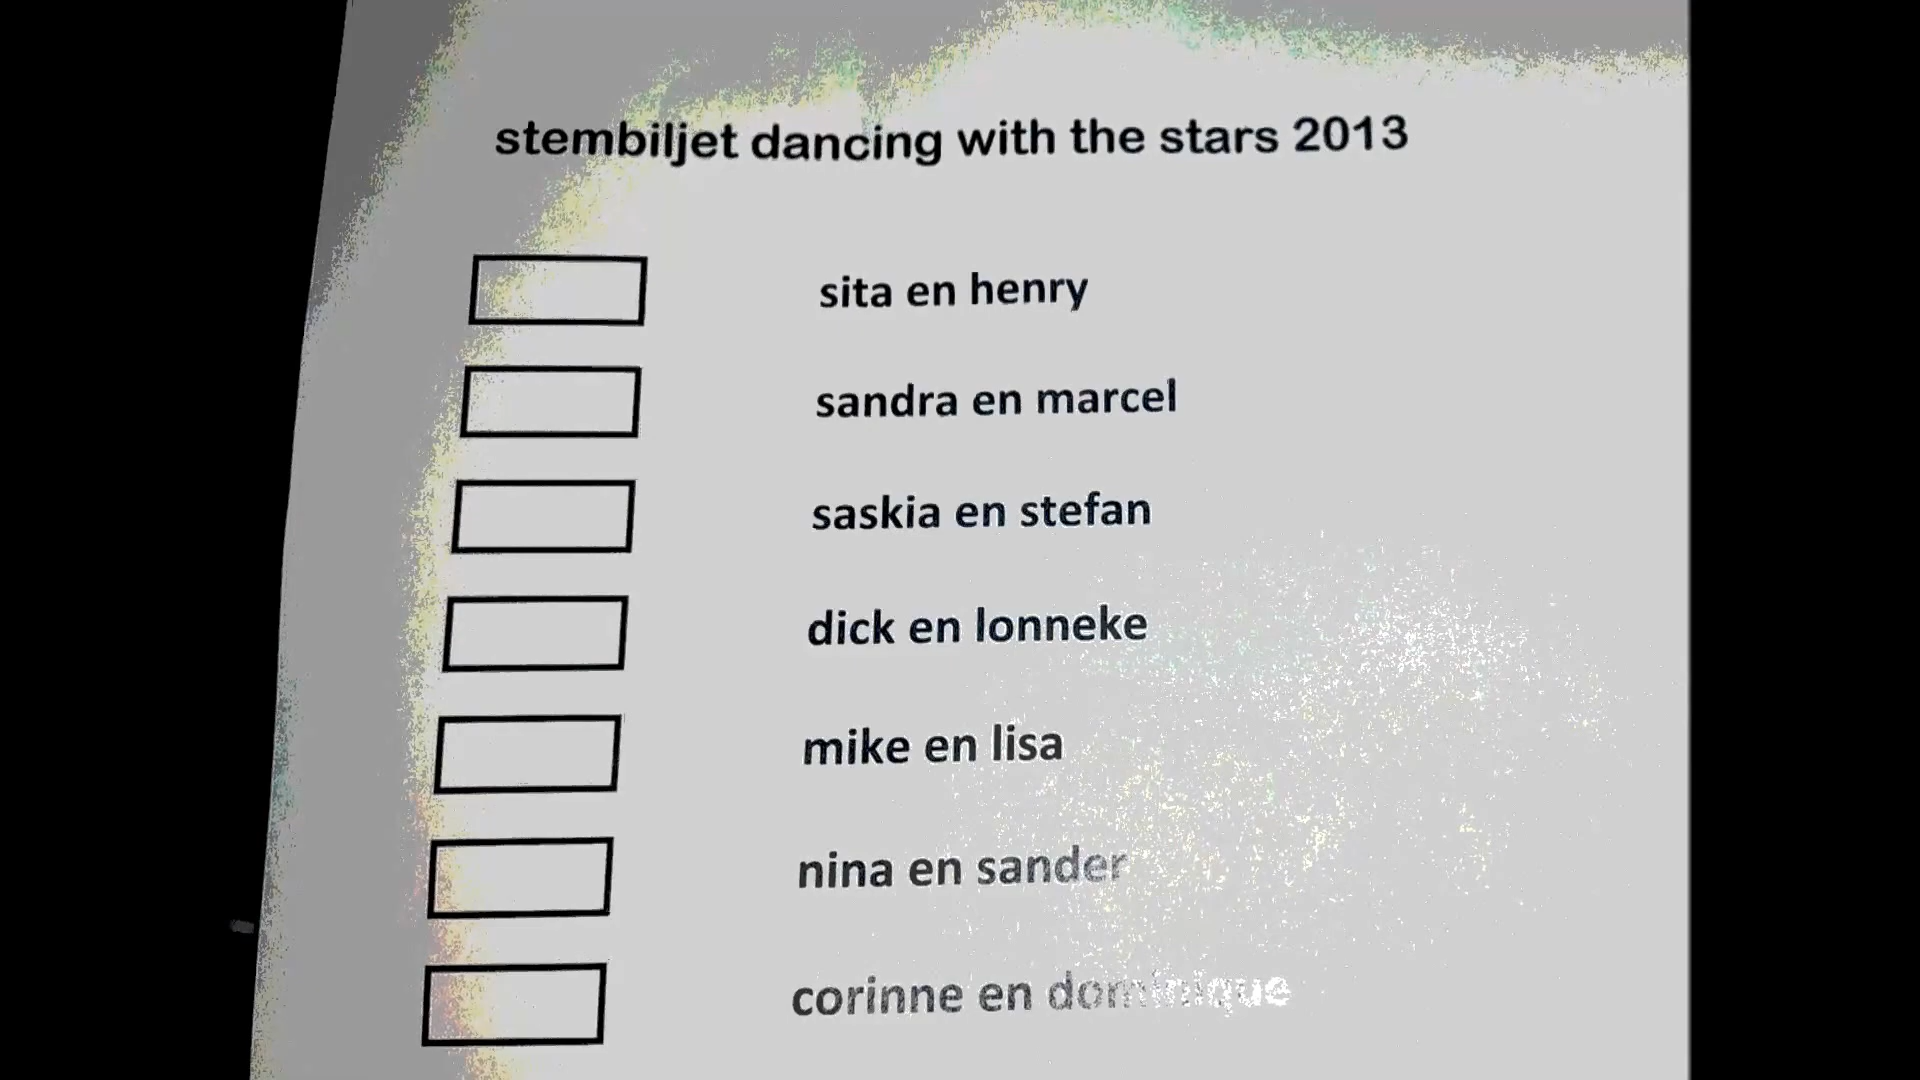 stembiljet dancing with the stars 2013
sita en henry
sandra en marcel
saskia en stefan
dick en lonneke
mike en lisa
nina en sander
corinne en dominique